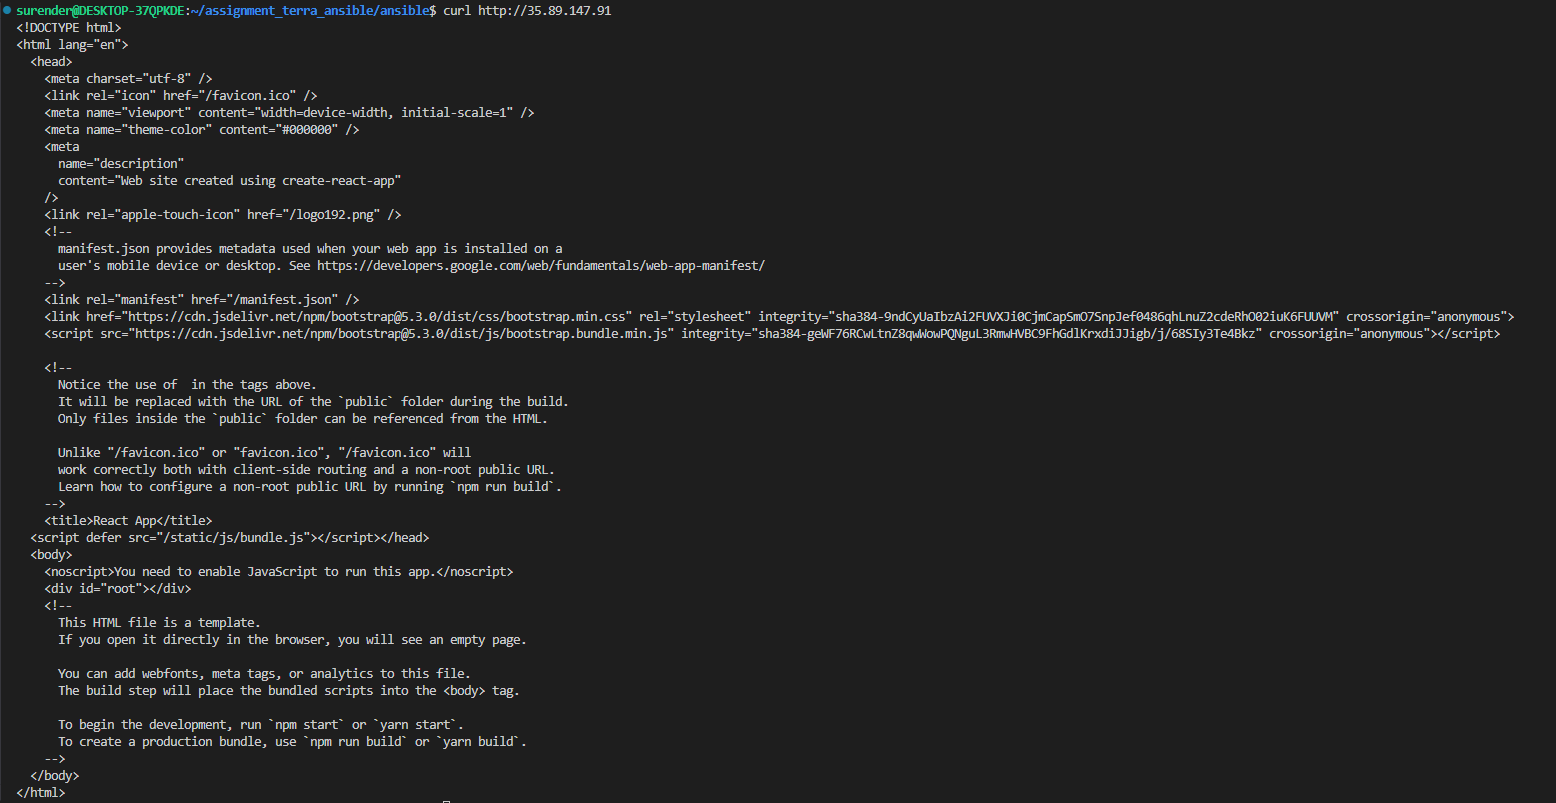 surender@DESKTOP-37QPKDE:~/assignment_terra_ansible/ansible$ curl http://35.89.147.91
<!DOCTYPE html>
<html lang="en">
  <head>
    <meta charset="utf-8" />
    <link rel="icon" href="/favicon.ico" />
    <meta name="viewport" content="width=device-width, initial-scale=1" />
    <meta name="theme-color" content="#000000" />
    <meta
      name="description"
      content="Web site created using create-react-app"
    />
    <link rel="apple-touch-icon" href="/logo192.png" />
    <!--
      manifest.json provides metadata used when your web app is installed on a
      user's mobile device or desktop. See https://developers.google.com/web/fundamentals/web-app-manifest/
    -->
    <link rel="manifest" href="/manifest.json" />
    <link href="https://cdn.jsdelivr.net/npm/bootstrap@5.3.0/dist/css/bootstrap.min.css" rel="stylesheet" integrity="sha384-9ndCyUaIbzAi2FUVXJi0CjmCapSmO7SnpJef0486qhLnuZ2cdeRhO02iuK6FUUVM" crossorigin="anonymous">
    <script src="https://cdn.jsdelivr.net/npm/bootstrap@5.3.0/dist/js/bootstrap.bundle.min.js" integrity="sha384-geWF76RCwLtnZ8qwWowPQNguL3RmwHVBC9FhGdlKrxdiJJigb/j/68SIy3Te4Bkz" crossorigin="anonymous"></script>

    <!--
      Notice the use of  in the tags above.
      It will be replaced with the URL of the `public` folder during the build.
      Only files inside the `public` folder can be referenced from the HTML.

      Unlike "/favicon.ico" or "favicon.ico", "/favicon.ico" will
      work correctly both with client-side routing and a non-root public URL.
      Learn how to configure a non-root public URL by running `npm run build`.
    -->
    <title>React App</title>
  <script defer src="/static/js/bundle.js"></script></head>
  <body>
    <noscript>You need to enable JavaScript to run this app.</noscript>
    <div id="root"></div>
    <!--
      This HTML file is a template.
      If you open it directly in the browser, you will see an empty page.

      You can add webfonts, meta tags, or analytics to this file.
      The build step will place the bundled scripts into the <body> tag.

      To begin the development, run `npm start` or `yarn start`.
      To create a production bundle, use `npm run build` or `yarn build`.
    -->
  </body>
</html>